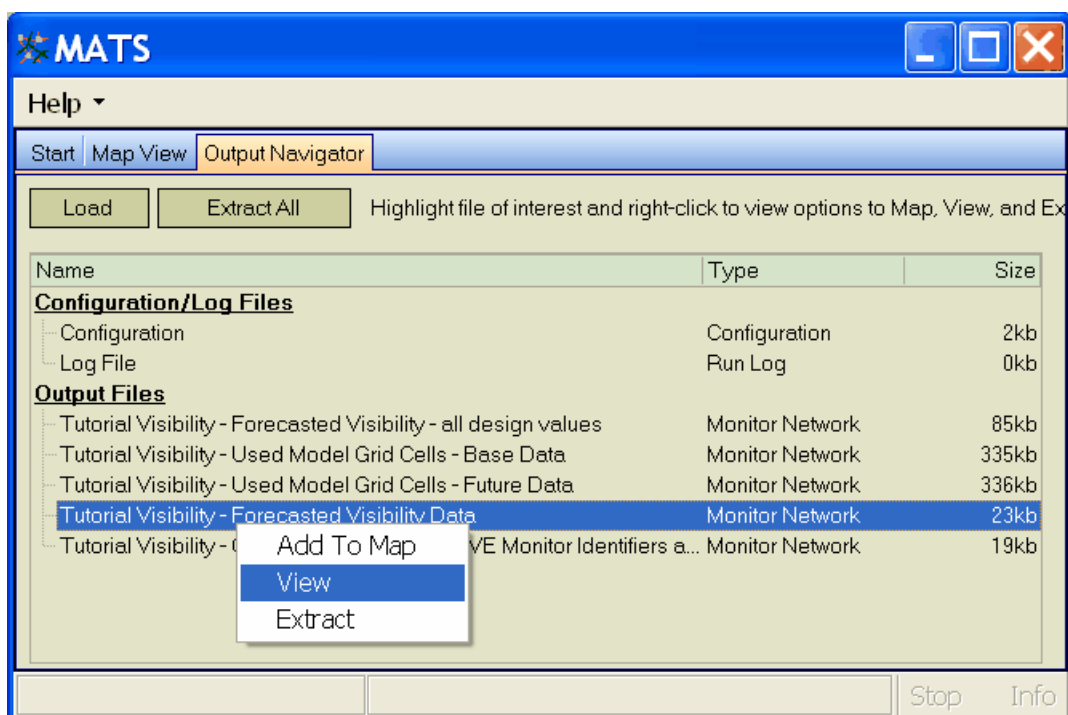 MATS
Help
Start Map View Output Navigator
Load Extract All Highlight file of interest and right-click to view options to Map, View, and Ex
Name Type Size
Configuration/Log Files
Configuration Configuration 2kb
Log File Run Log 0kb
Output Files
Tutorial Visibility - Forecasted Visibility - all design values Monitor Network 85kb
Tutorial Visibility - Used Model Grid Cells - Base Data Monitor Network 335kb
Tutorial Visibility - Used Model Grid Cells - Future Data Monitor Network 336kb
Tutorial Visibility - Forecasted Visibility Data Monitor Network 23kb
Tutorial Visibility - VE Monitor Identifiers a... Monitor Network 19kb
Add To Map
View
Extract
Stop Info